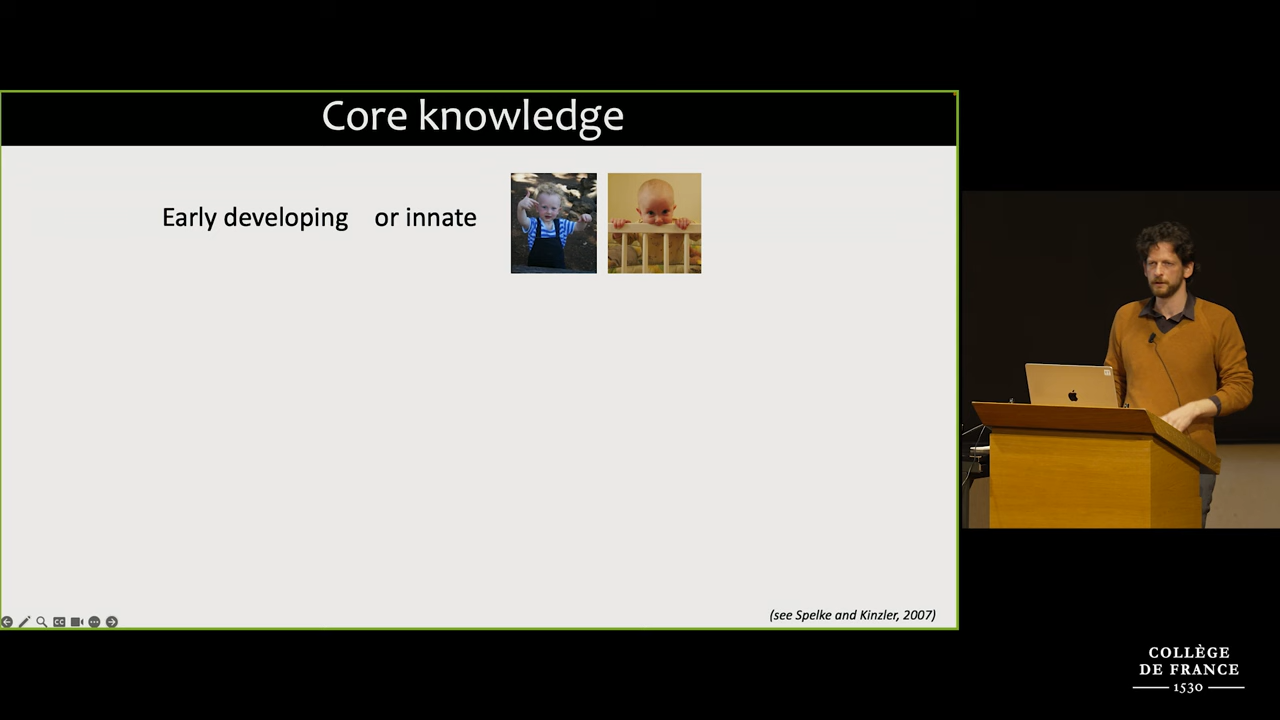 Core knowledge
Early developing or innate
(see Spelke and Kinzler, 2007)
COLLÈGE
DE FRANCE
1530